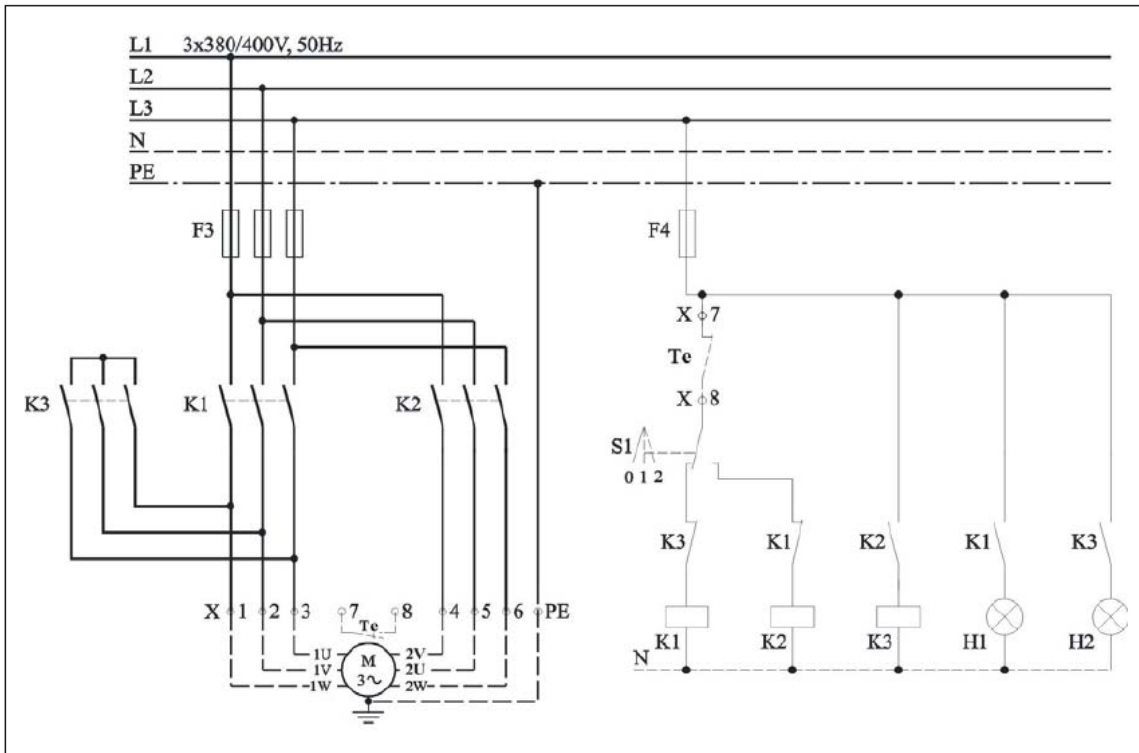 L1 3x380/400V, 50Hz
L2
L3
N
PE
F3
F4
X 7
Te
X 8
K3 K1 K2
S1
0 1 2
K3 K1 K2 K1 K3
X 1 2 3 7 8 4 5 6 PE
Te
K1 K2 K3 H1 H2
1U M 2V
1V 3~ 2U
1W 2W
N